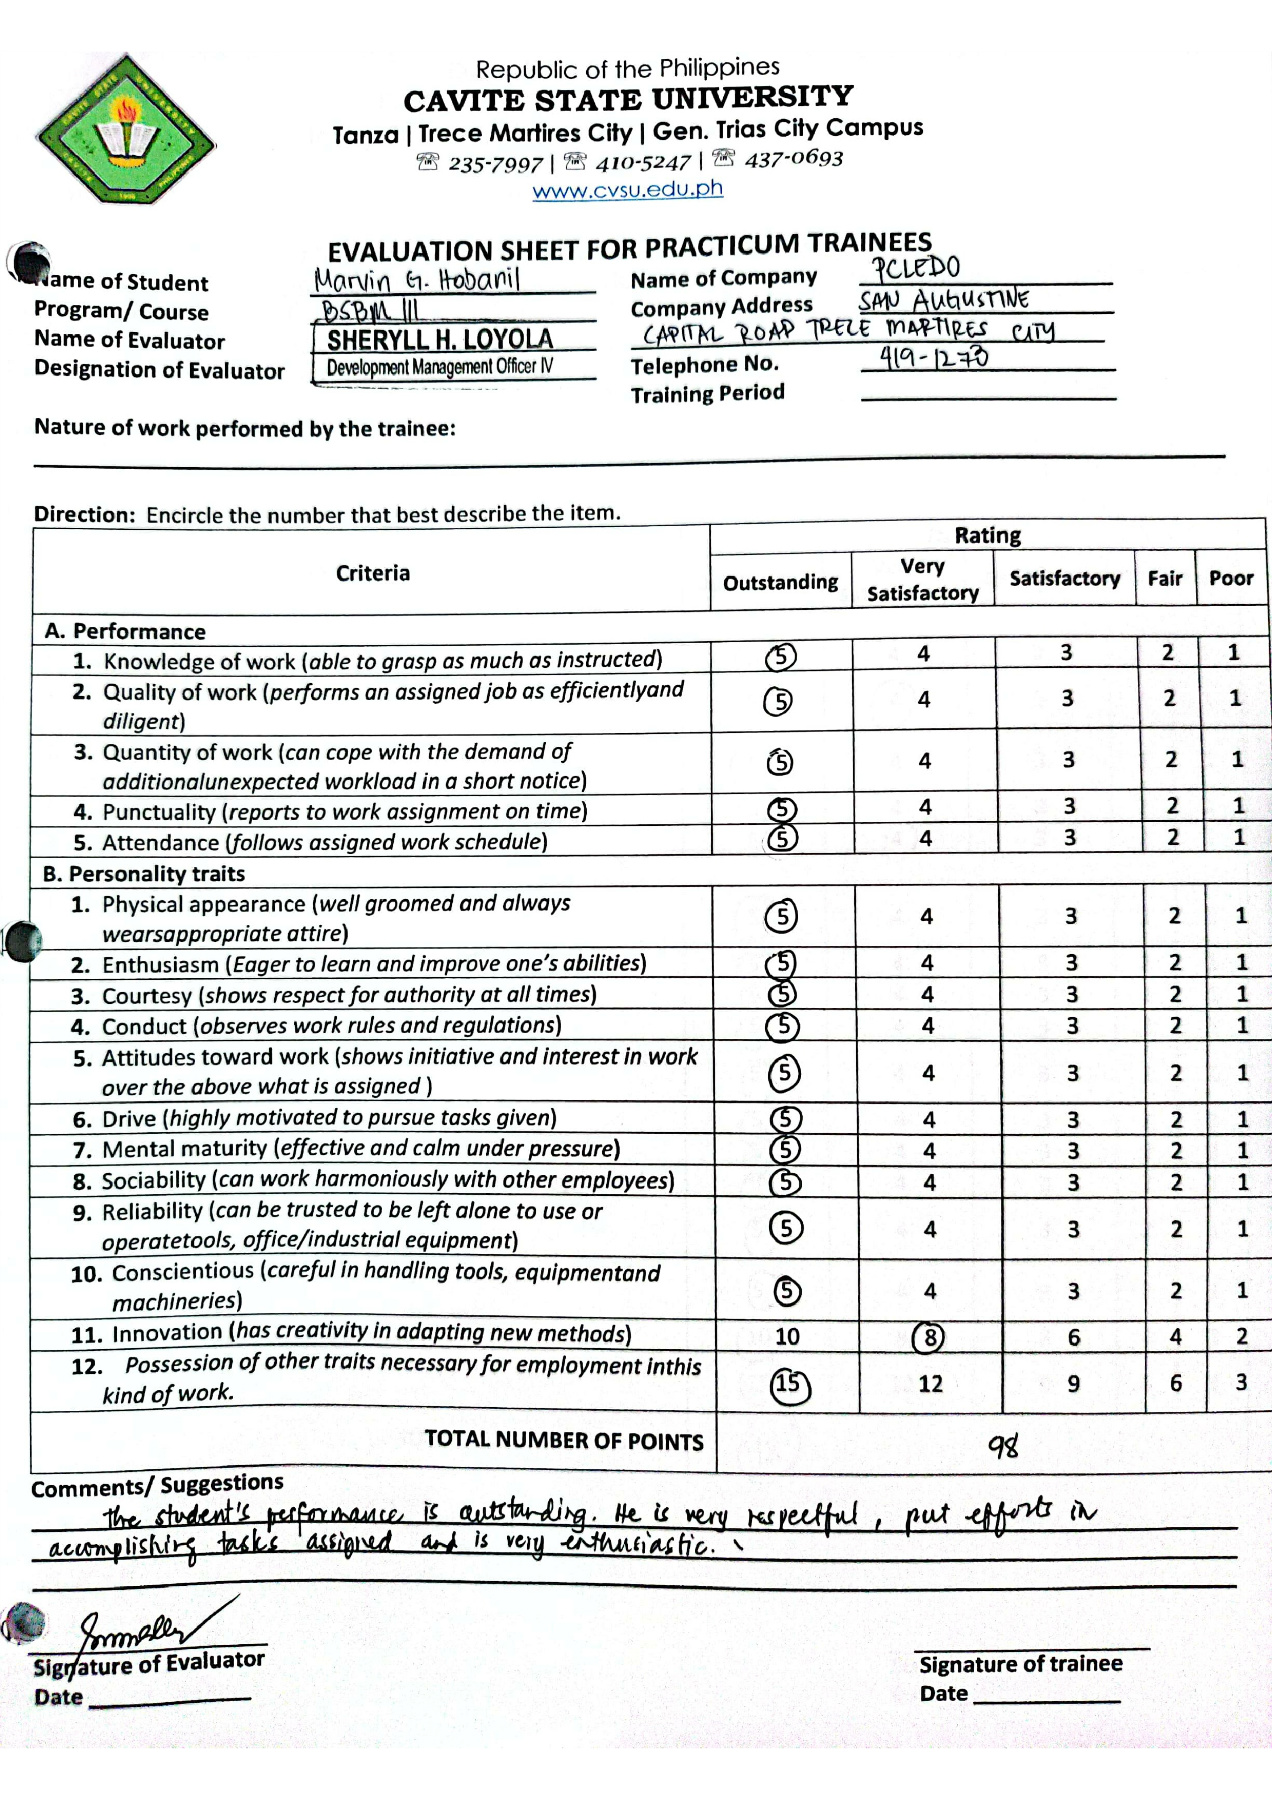 Republic of the Philippines
CAVITE STATE UNIVERSITY
Tanza | Trece Martires City | Gen. Trias City Campus
☏ 235-7997 | ☏ 410-5247 | ☏ 437-0693
www.cvsu.edu.ph
EVALUATION SHEET FOR PRACTICUM TRAINEES
Name of Student Marvin G. Hobanil
Program/ Course BSBM III
Name of Evaluator SHERYLL H. LOYOLA
Designation of Evaluator Development Management Officer IV
Name of Company PCLEDO
Company Address SAN AUGUSTINE
CAPITAL ROAD TRECE MARTIRES CITY
Telephone No. 419-1270
Training Period
Nature of work performed by the trainee:
Direction: Encircle the number that best describe the item.
Criteria Rating
Outstanding Very Satisfactory Satisfactory Fair Poor
A. Performance
1. Knowledge of work (able to grasp as much as instructed) 5 4 3 2 1
2. Quality of work (performs an assigned job as efficientlyand
diligent) 5 4 3 2 1
3. Quantity of work (can cope with the demand of
additionalunexpected workload in a short notice) 5 4 3 2 1
4. Punctuality (reports to work assignment on time) 5 4 3 2 1
5. Attendance (follows assigned work schedule) 5 4 3 2 1
B. Personality traits
1. Physical appearance (well groomed and always
wearsappropriate attire) 5 4 3 2 1
2. Enthusiasm (Eager to learn and improve one's abilities) 5 4 3 2 1
3. Courtesy (shows respect for authority at all times) 5 4 3 2 1
4. Conduct (observes work rules and regulations) 5 4 3 2 1
5. Attitudes toward work (shows initiative and interest in work
over the above what is assigned ) 5 4 3 2 1
6. Drive (highly motivated to pursue tasks given) 5 4 3 2 1
7. Mental maturity (effective and calm under pressure) 5 4 3 2 1
8. Sociability (can work harmoniously with other employees) 5 4 3 2 1
9. Reliability (can be trusted to be left alone to use or
operatetools, office/industrial equipment) 5 4 3 2 1
10. Conscientious (careful in handling tools, equipmentand
machineries) 5 4 3 2 1
11. Innovation (has creativity in adapting new methods) 10 8 6 4 2
12. Possession of other traits necessary for employment inthis
kind of work. 15 12 9 6 3
TOTAL NUMBER OF POINTS 98
Comments/ Suggestions
The student's performance is outstanding. He is very respectful, put efforts in
accomplishing tasks assigned and is very enthusiastic.
Signature of Evaluator
Date
Signature of trainee
Date